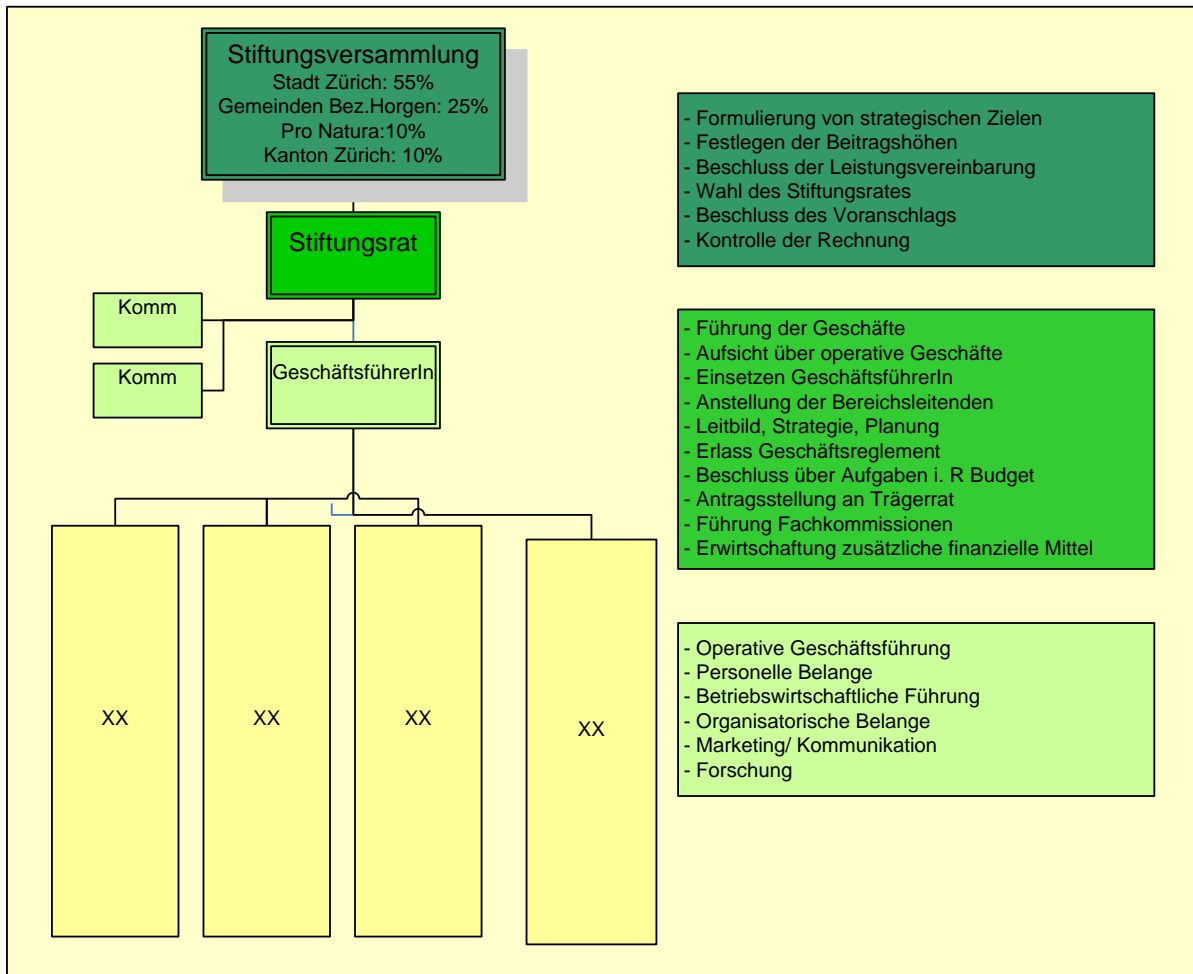 Stiftungsversammlung
Stadt Zürich: 55%
Gemeinden Bez.Horgen: 25%
Pro Natura:10%
Kanton Zürich: 10%
Stiftungsrat
Komm
Komm
GeschäftsführerIn
XX
XX
XX
XX
- Formulierung von strategischen Zielen
- Festlegen der Beitragshöhen
- Beschluss der Leistungsvereinbarung
- Wahl des Stiftungsrates
- Beschluss des Voranschlags
- Kontrolle der Rechnung
- Führung der Geschäfte
- Aufsicht über operative Geschäfte
- Einsetzen GeschäftsführerIn
- Anstellung der Bereichsleitenden
- Leitbild, Strategie, Planung
- Erlass Geschäftsreglement
- Beschluss über Aufgaben i. R Budget
- Antragsstellung an Trägerrat
- Führung Fachkommissionen
- Erwirtschaftung zusätzliche finanzielle Mittel
- Operative Geschäftsführung
- Personelle Belange
- Betriebswirtschaftliche Führung
- Organisatorische Belange
- Marketing/ Kommunikation
- Forschung